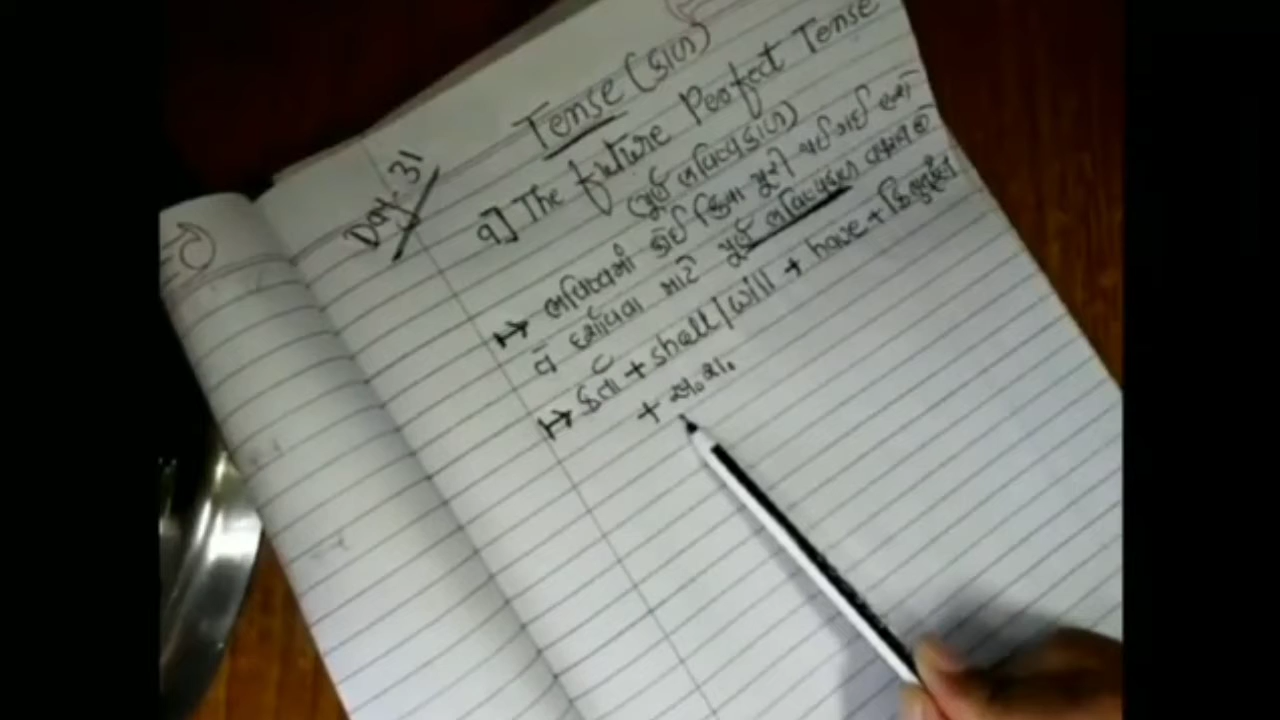 Day-31
Tense (કાળ)
9] The future Perfect Tense
(પૂર્ણ ભવિષ્યકાળ)
↦ ભવિષ્યમાં કોઈ ક્રિયા પૂરી થઈ ગઈ હશે
તે દર્શાવવા માટે પૂર્ણ ભવિષ્યકાળ વપરાય છે
↦ કર્તા + shall/will + have + ક્રિ.નું ભૂ.કૃ.
+ અ.શ.